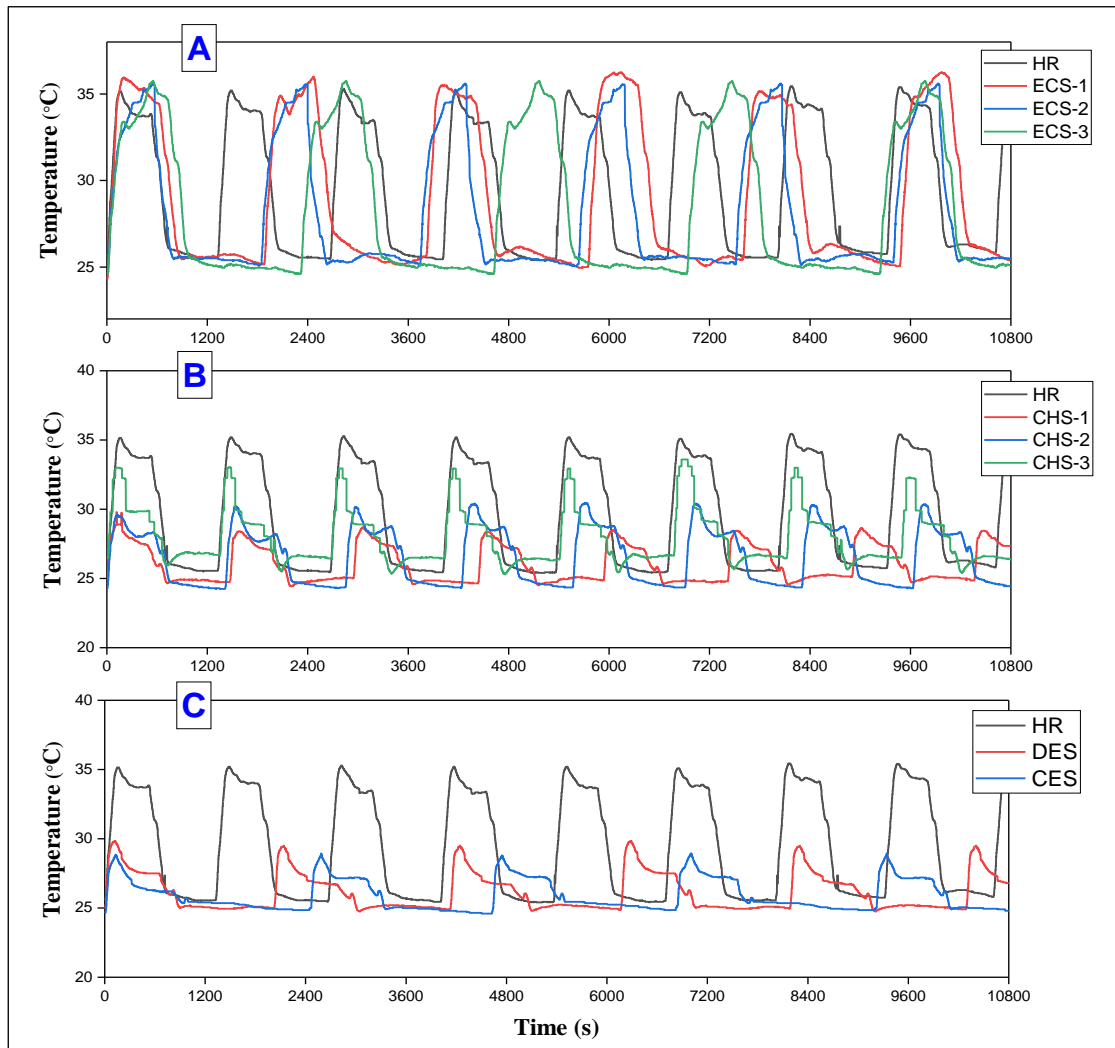 A
Temperature (°C)
35
30
25
0 1200 2400 3600 4800 6000 7200 8400 9600 10800
HR
ECS-1
ECS-2
ECS-3
B
Temperature (°C)
40
35
30
25
20
0 1200 2400 3600 4800 6000 7200 8400 9600 10800
HR
CHS-1
CHS-2
CHS-3
C
Temperature (°C)
40
35
30
25
20
0 1200 2400 3600 4800 6000 7200 8400 9600 10800
HR
DES
CES
Time (s)